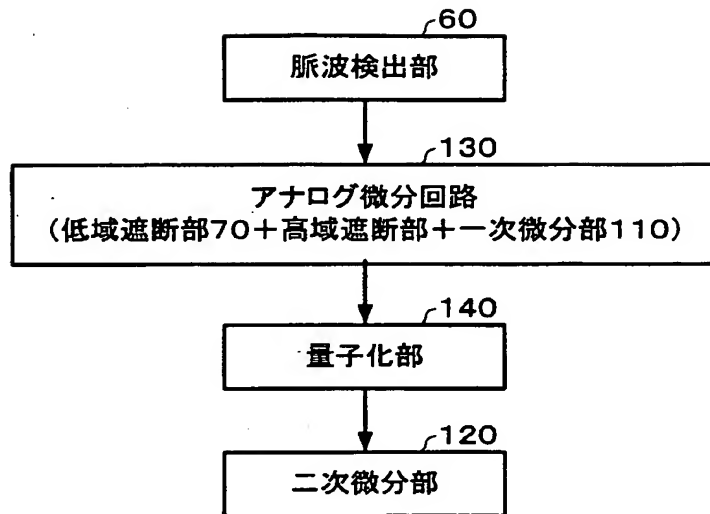 60
脈波検出部
130
アナログ微分回路
(低域遮断部70+高域遮断部+一次微分部110)
140
量子化部
120
二次微分部